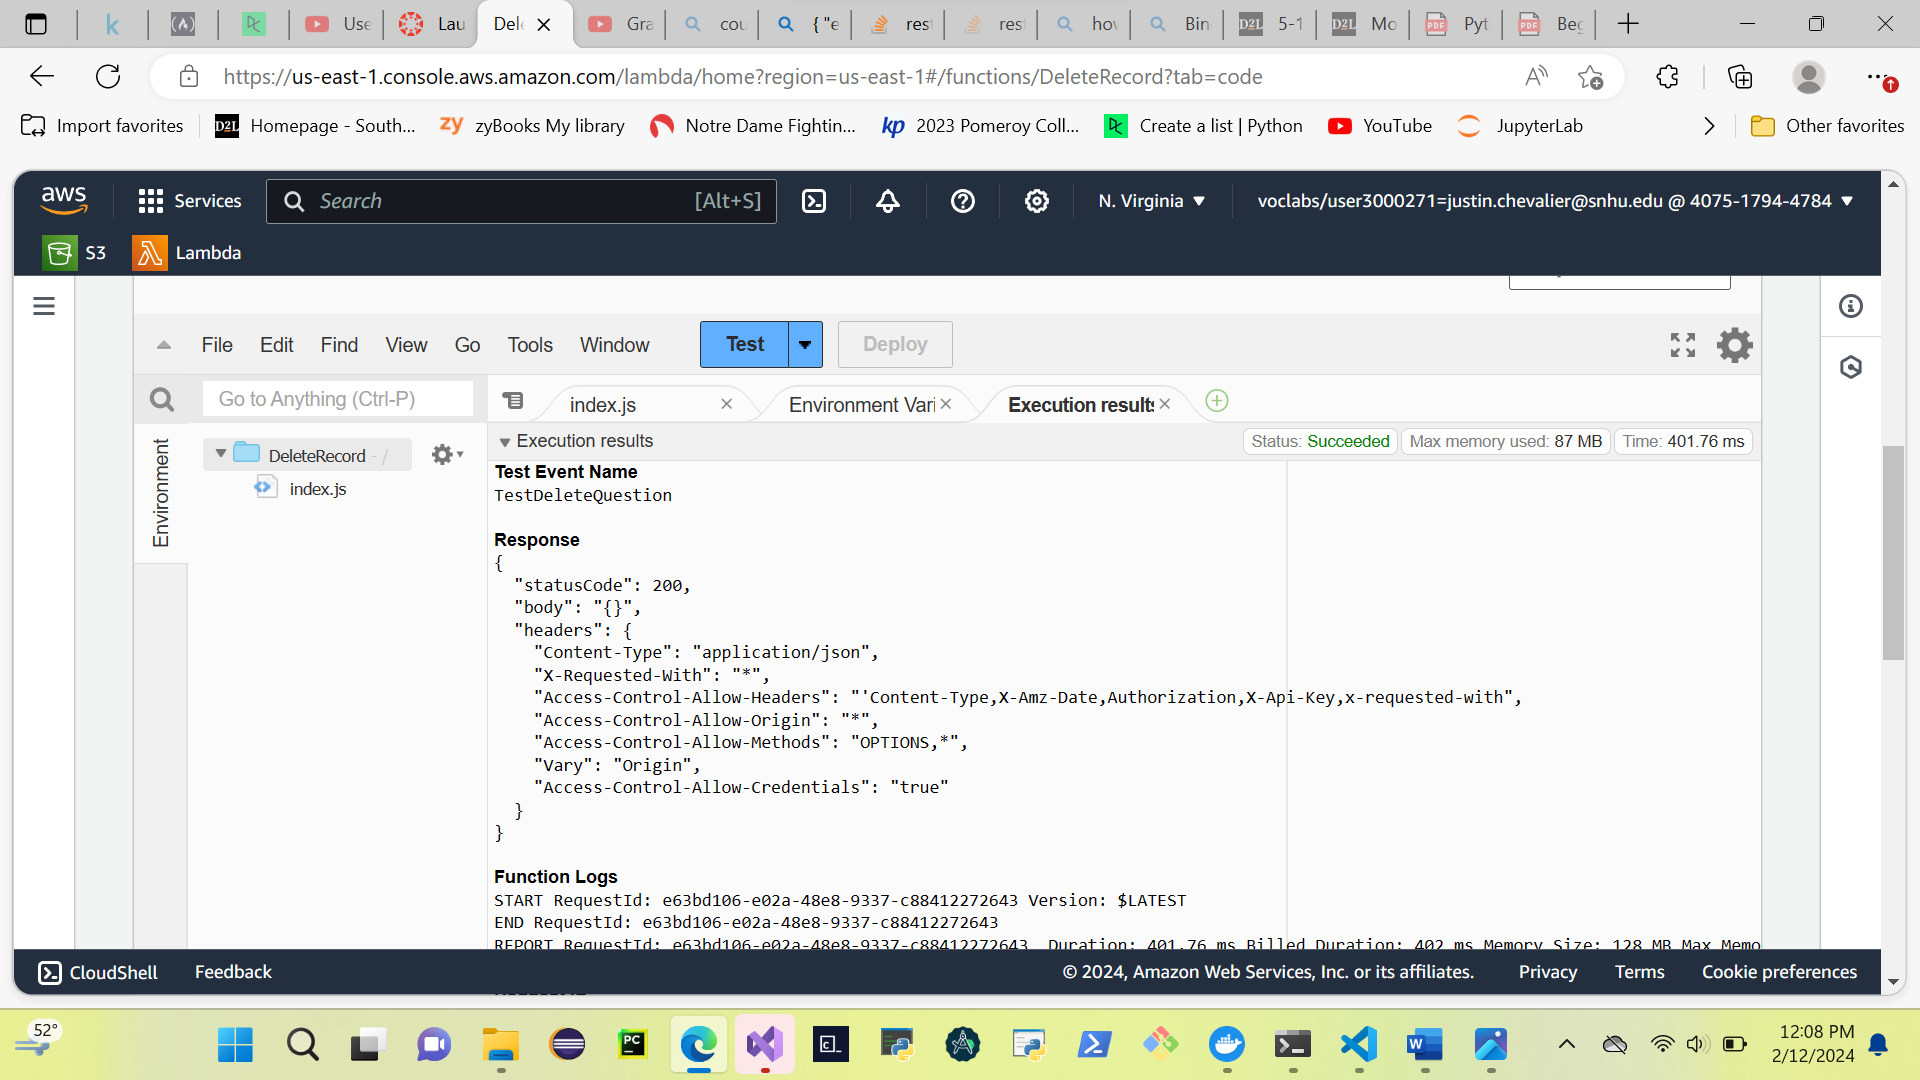 Use
Lau
Dele
Gra
cou
{ "e
rest
rest
how
Bin
5-1
Mo
Pyt
Beg
https://us-east-1.console.aws.amazon.com/lambda/home?region=us-east-1#/functions/DeleteRecord?tab=code
Import favorites
D2L Homepage - South...
zy zyBooks My library
Notre Dame Fightin...
kp 2023 Pomeroy Coll...
Create a list | Python
YouTube
JupyterLab
Other favorites
aws
Services
Search [Alt+S]
N. Virginia
voclabs/user3000271=justin.chevalier@snhu.edu @ 4075-1794-4784
S3
Lambda
File Edit Find View Go Tools Window
Test
Deploy
Go to Anything (Ctrl-P)
index.js
Environment Vari
Execution results
Environment
DeleteRecord - /
index.js
Execution results
Status: Succeeded
Max memory used: 87 MB
Time: 401.76 ms
Test Event Name
TestDeleteQuestion
Response
{
"statusCode": 200,
"body": "{}",
"headers": {
"Content-Type": "application/json",
"X-Requested-With": "*",
"Access-Control-Allow-Headers": "'Content-Type,X-Amz-Date,Authorization,X-Api-Key,x-requested-with",
"Access-Control-Allow-Origin": "*",
"Access-Control-Allow-Methods": "OPTIONS,*",
"Vary": "Origin",
"Access-Control-Allow-Credentials": "true"
}
}
Function Logs
START RequestId: e63bd106-e02a-48e8-9337-c88412272643 Version: $LATEST
END RequestId: e63bd106-e02a-48e8-9337-c88412272643
REPORT RequestId: e63bd106-e02a-48e8-9337-c88412272643 Duration: 401.76 ms Billed Duration: 402 ms Memory Size: 128 MB Max Memo
CloudShell
Feedback
© 2024, Amazon Web Services, Inc. or its affiliates.
Privacy
Terms
Cookie preferences
52°
12:08 PM
2/12/2024